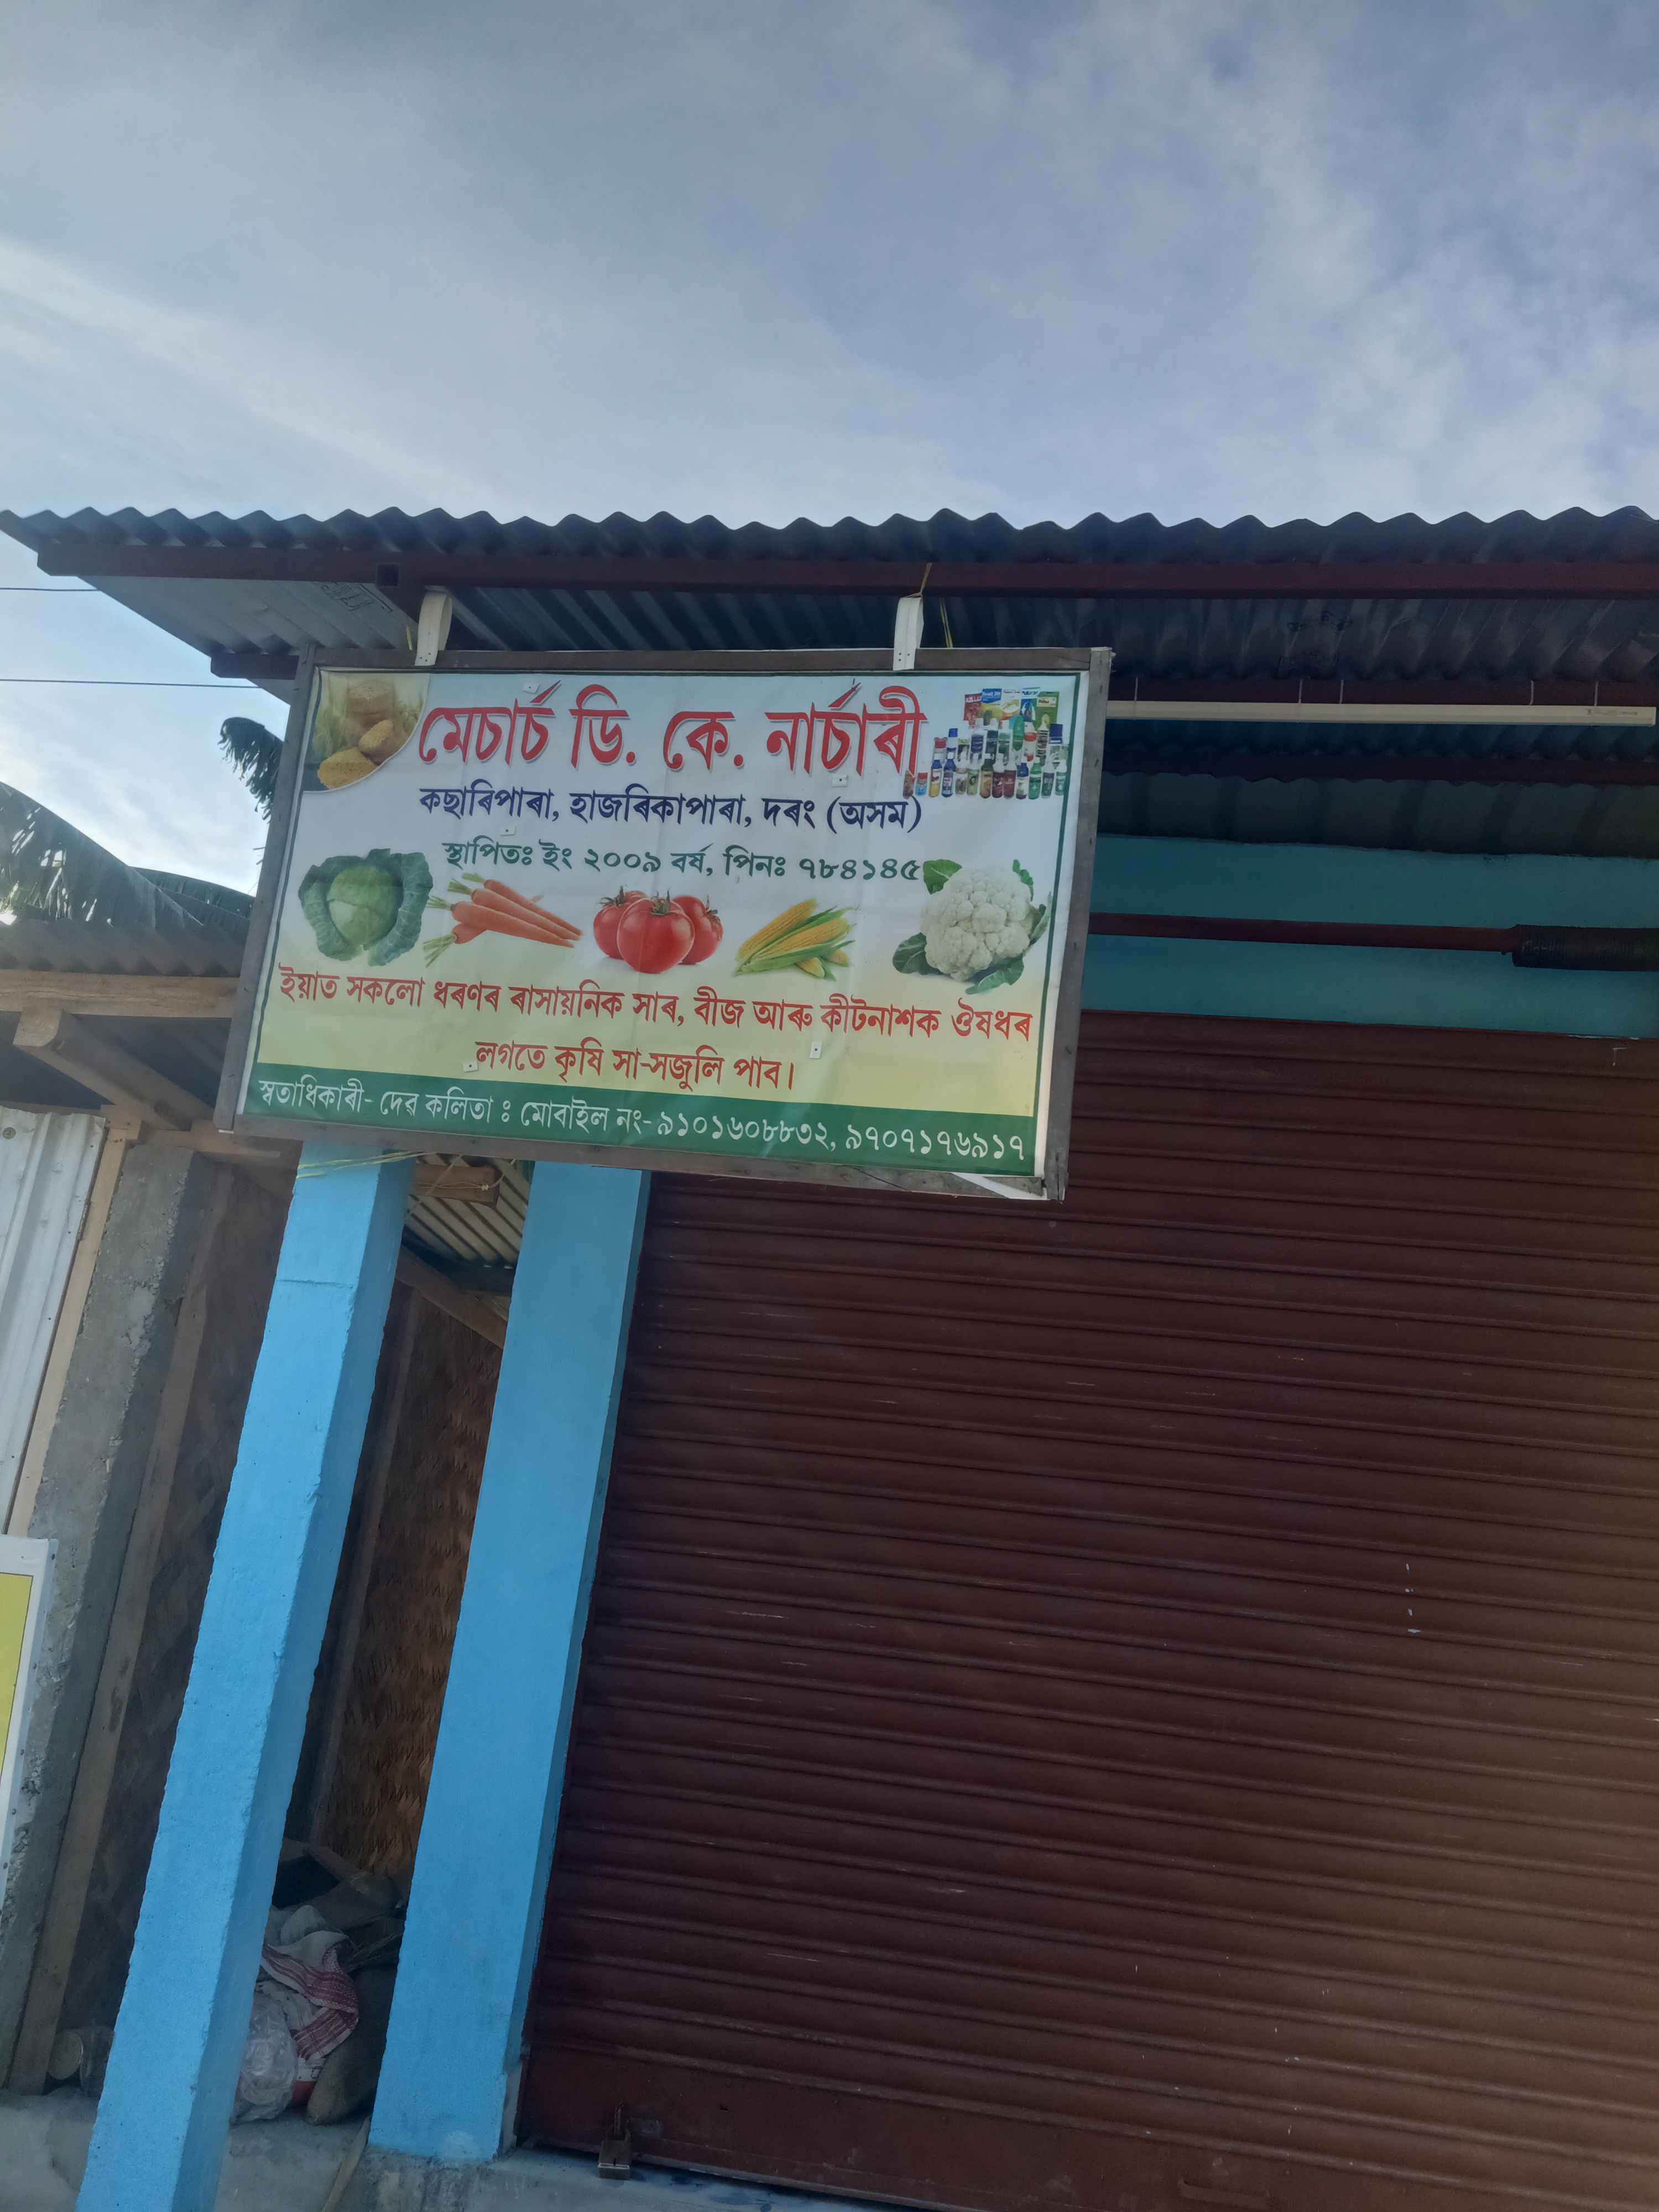 মেচার্চ ডি. কে. নার্চাৰী
কছাৰিপাৰা, হাজৰিকাপাৰা, দৰং (অসম)
স্থাপিতঃ ইং ২০০৯ বৰ্ষ, পিনঃ ৭৮৪১৪৫
ইয়াত সকলো ধৰণৰ ৰাসায়নিক সাৰ, বীজ আৰু কীটনাশক ঔষধৰ
লগতে কৃষি সা-সজুলি পাব।
স্বতাধিকাৰী- দেৱ কলিতা ঃ মোবাইল নং- ৯১০১৬০৮৮৩২, ৯৭০৭১৭৬৯১৭